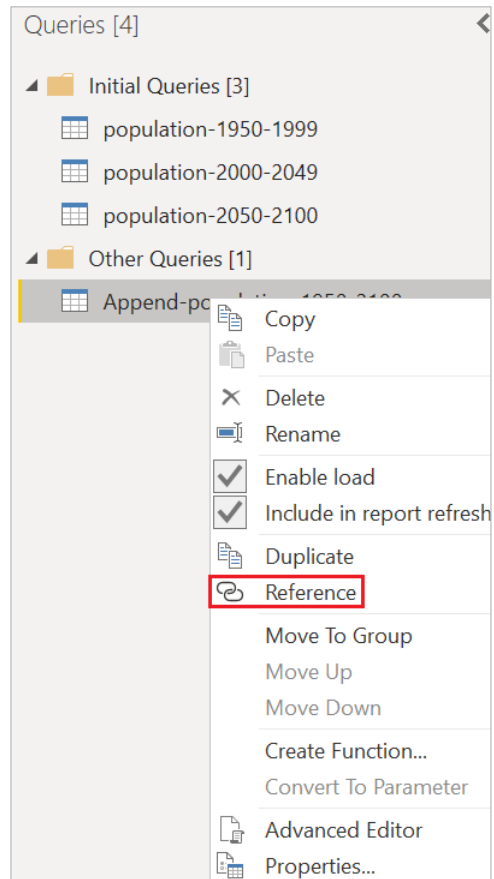 Queries [4]
Initial Queries [3]
population-1950-1999
population-2000-2049
population-2050-2100
Other Queries [1]
Append-po
Copy
Paste
Delete
Rename
Enable load
Include in report refresh
Duplicate
Reference
Move To Group
Move Up
Move Down
Create Function...
Convert To Parameter
Advanced Editor
Properties...